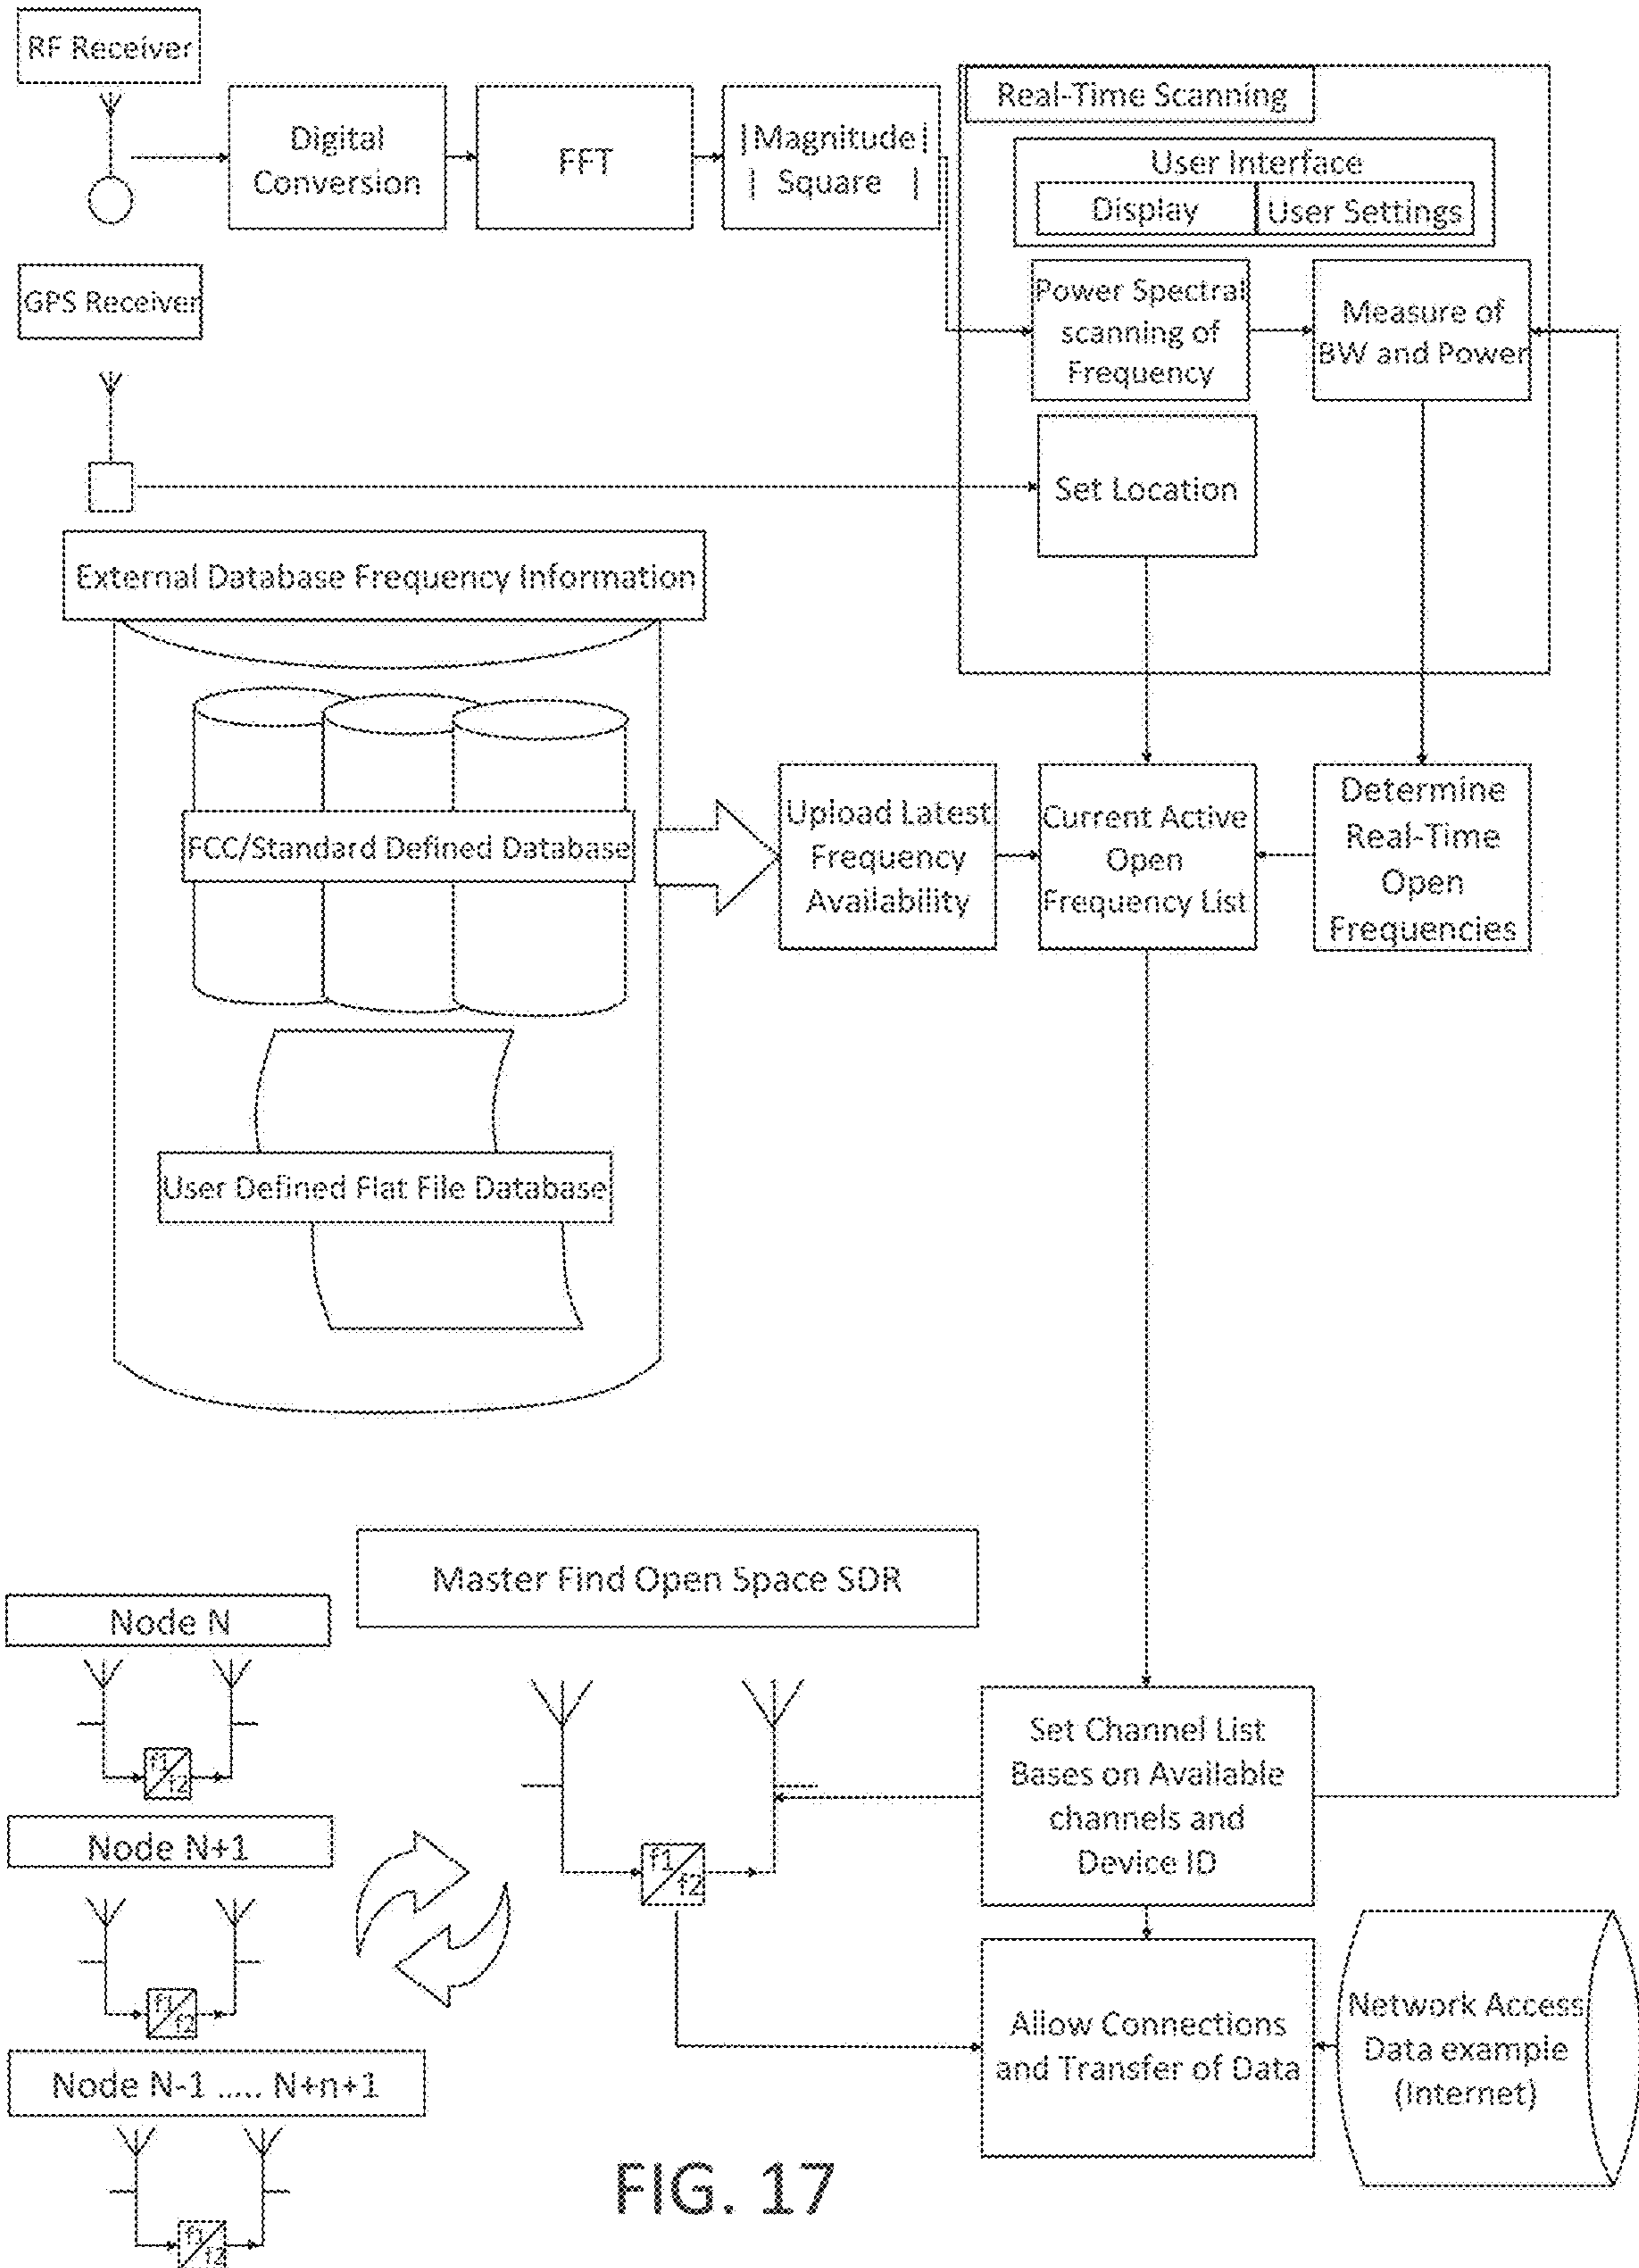 RF Receiver
Digital
Conversion
FFT
|Magnitude|
| Square |
Real-Time Scanning
User Interface
Display
User Settings
GPS Receiver
Power Spectral
scanning of
Frequency
Measure of
BW and Power
Set Location
External Database Frequency Information
FCC/Standard Defined Database
Upload Latest
Frequency
Availability
Current Active
Open
Frequency List
Determine
Real-Time
Open
Frequencies
User Defined Flat File Database
Master Find Open Space SDR
Node N
f1
f2
Node N+1
f1
f2
Node N-1 ..... N+n+1
f1
f2
f1
f2
Set Channel List
Bases on Available
channels and
Device ID
Allow Connections
and Transfer of Data
Network Access
Data example
(Internet)
FIG. 17